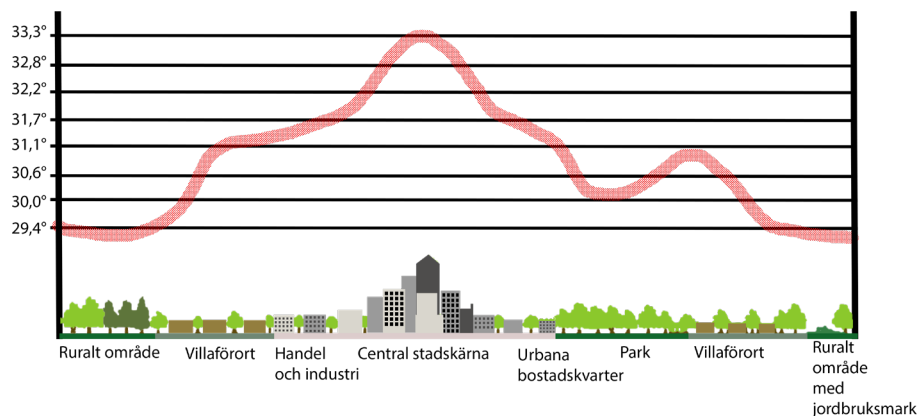 33,3°
32,8°
32,2°
31,7°
31,1°
30,6°
30,0°
29,4°
Ruralt område
Villaförort
Handel
och industri
Central stadskärna
Urbana
bostadskvarter
Park
Villaförort
Ruralt
område
med
jordbruksmark